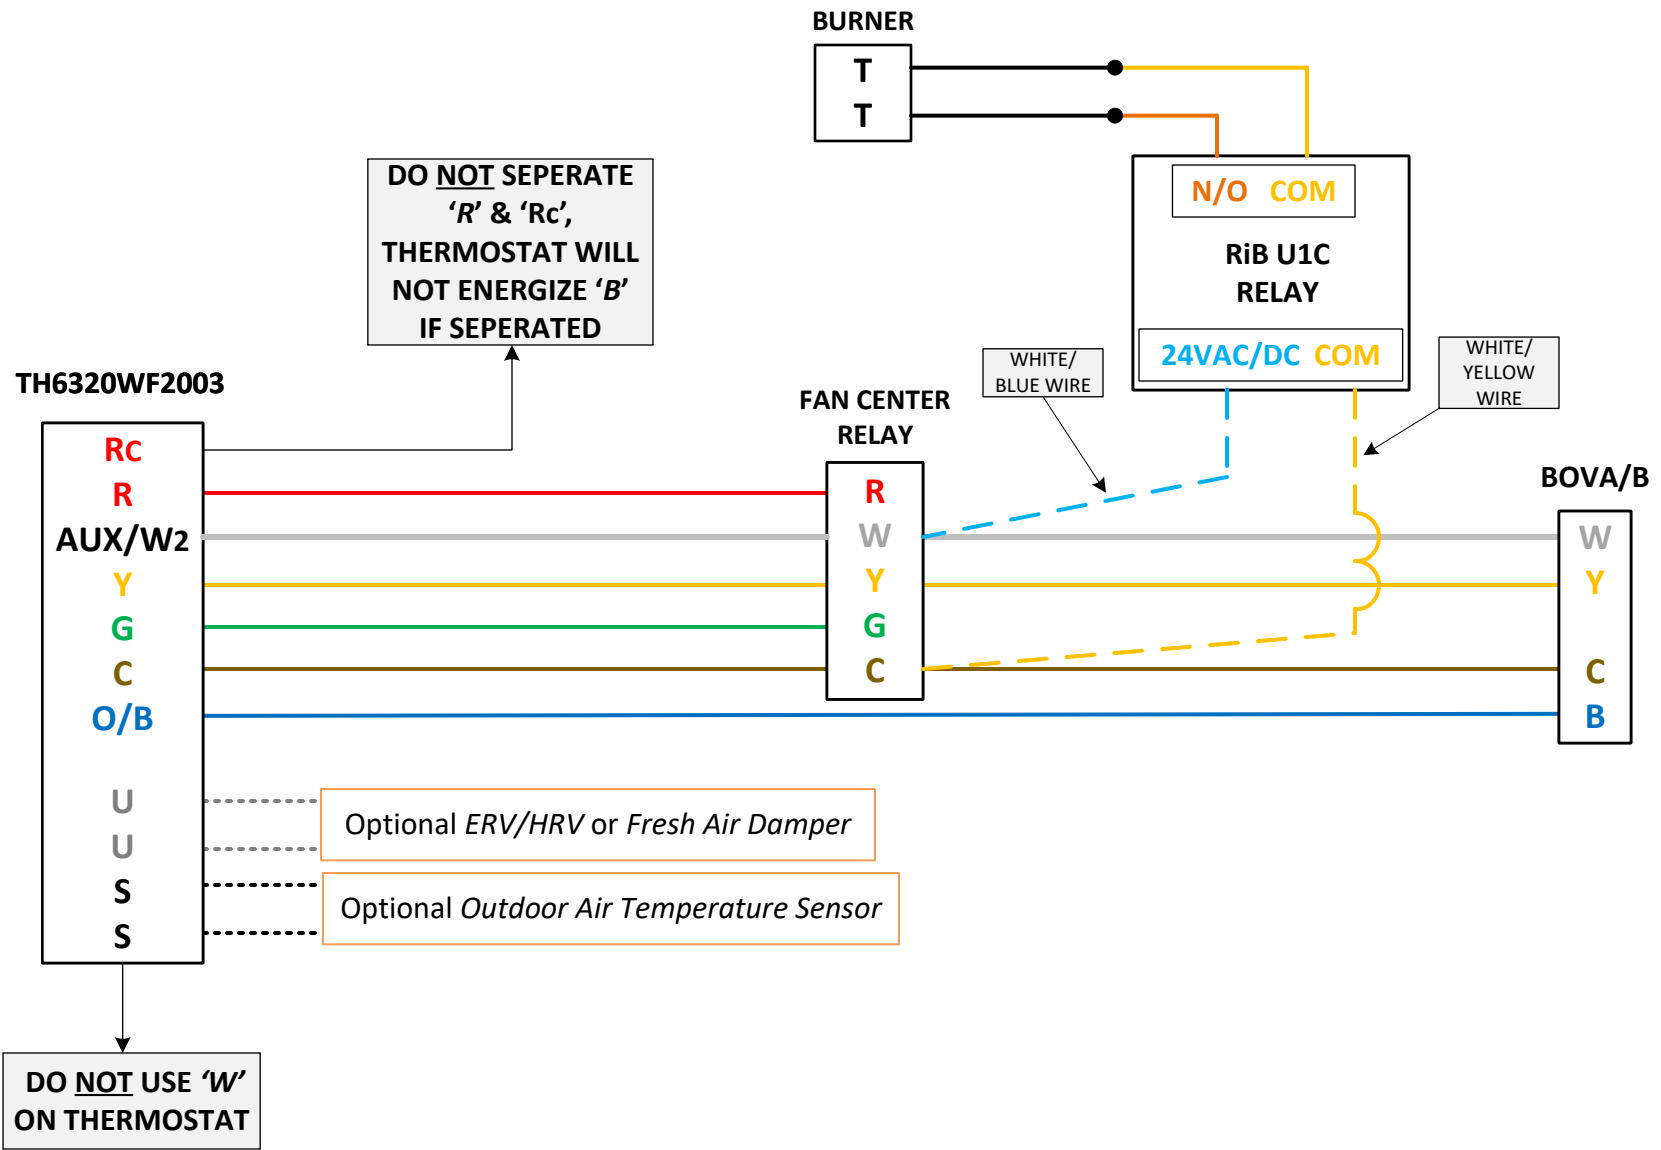 BURNER
T
T
DO NOT SEPERATE
‘R’ & ‘Rc’,
THERMOSTAT WILL
NOT ENERGIZE ‘B’
IF SEPERATED
N/O COM
RiB U1C
RELAY
24VAC/DC COM
WHITE/
BLUE WIRE
WHITE/
YELLOW
WIRE
TH6320WF2003
RC
R
AUX/W2
Y
G
C
O/B
U
U
S
S
FAN CENTER
RELAY
R
W
Y
G
C
BOVA/B
W
Y
C
B
Optional ERV/HRV or Fresh Air Damper
Optional Outdoor Air Temperature Sensor
DO NOT USE ‘W’
ON THERMOSTAT